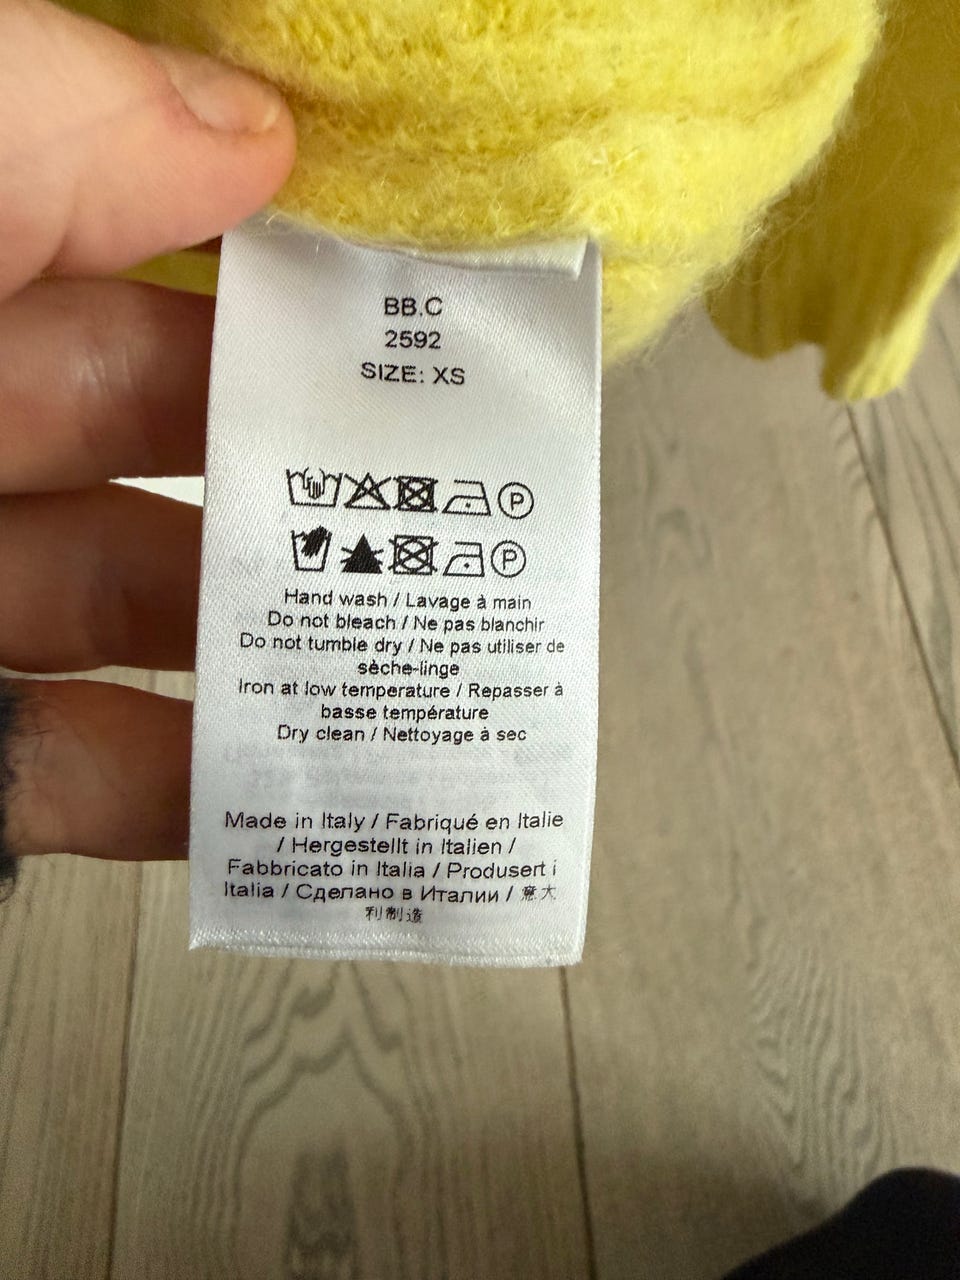 BB.C
2592
SIZE: XS
P
P
Hand wash / Lavage à main
Do not bleach / Ne pas blanchir
Do not tumble dry / Ne pas utiliser de
sèche-linge
Iron at low temperature / Repasser à
basse température
Dry clean / Nettoyage à sec
Made in Italy / Fabriqué en Italie
/ Hergestellt in Italien /
Fabbricato in Italia / Produsert i
Italia / Сделано в Италии / 意大
利制造